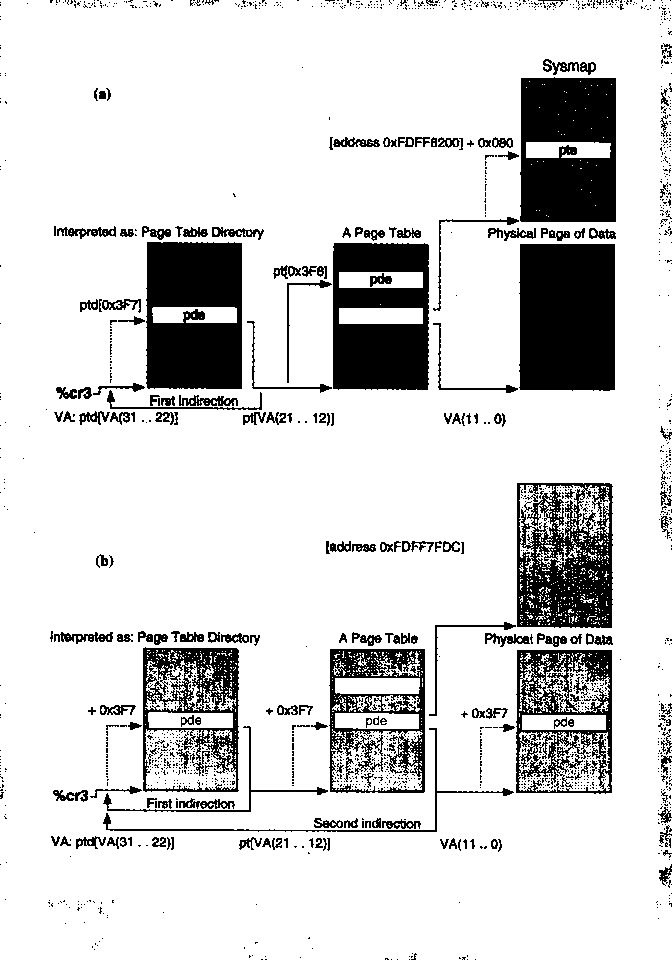 Sysmap
(a)
[address 0xFDFF8200] + 0x080
pte
Interpreted as: Page Table Directory
A Page Table
Physical Page of Data
pt[0x3F8]
pde
ptd[0x3F7]
pde
%cr3
First Indirection
VA: ptd[VA(31 . . 22)]
pt[VA(21 . . 12)]
VA(11 . . 0)
[address 0xFDFF7FDC]
(b)
Interpreted as: Page Table Directory
A Page Table
Physical Page of Data
+ 0x3F7
+ 0x3F7
+ 0x3F7
pde
pde
pde
%cr3
First indirection
Second indirection
VA: ptd[VA(31 . . 22)]
pt[VA(21 . . 12)]
VA(11 .. 0)